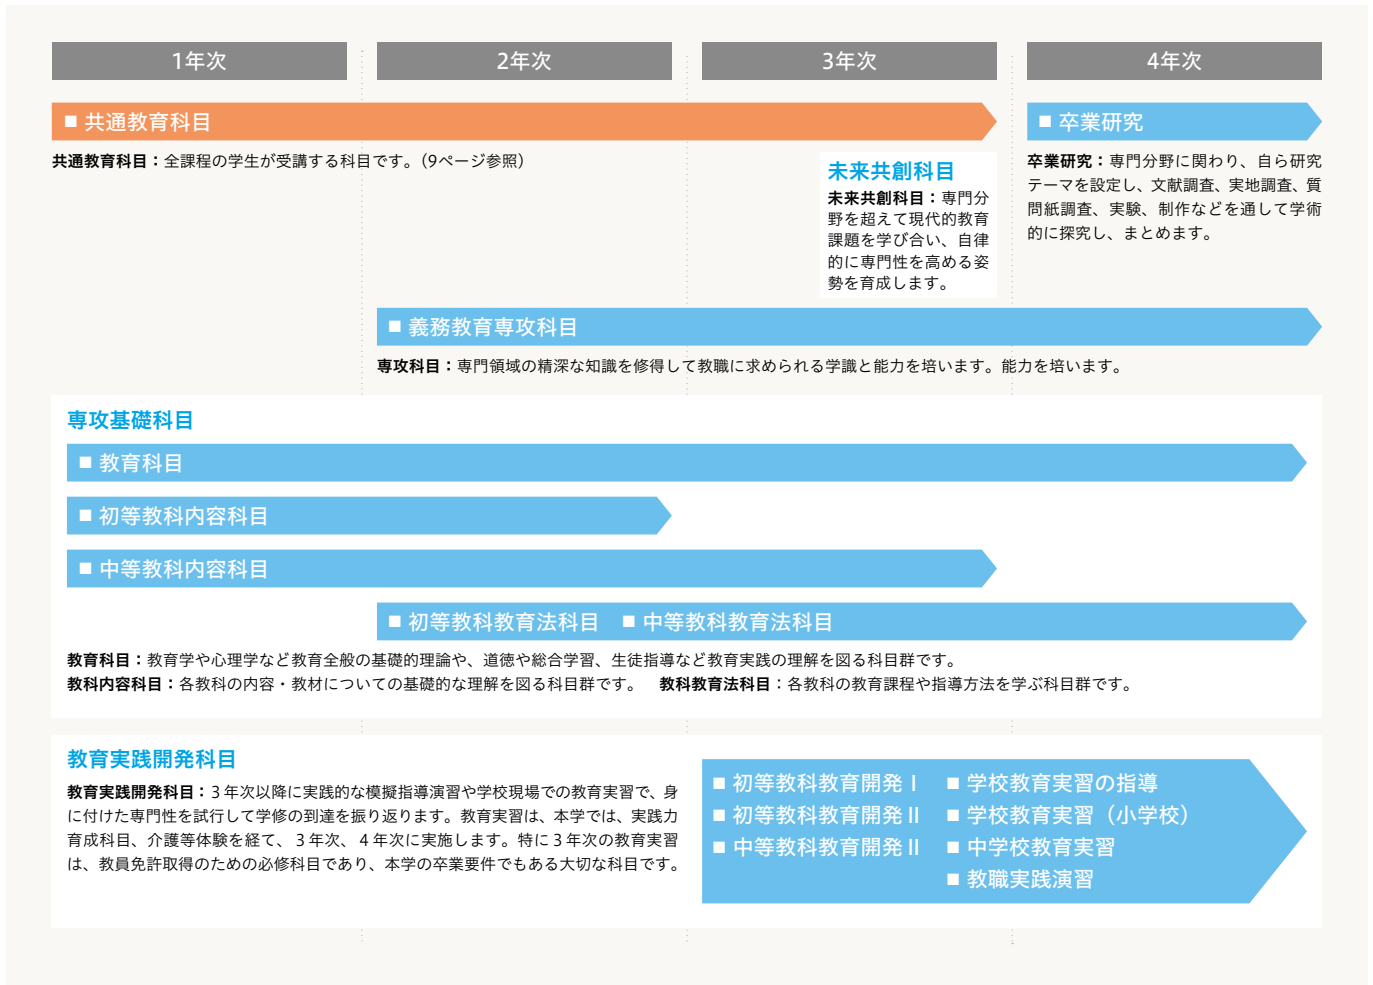 1年次
2年次
3年次
4年次
■ 共通教育科目
■ 卒業研究
共通教育科目：全課程の学生が受講する科目です。（9ページ参照）
未来共創科目
未来共創科目：専門分
野を超えて現代的教育
課題を学び合い、自律
的に専門性を高める姿
勢を育成します。
卒業研究：専門分野に関わり、自ら研究
テーマを設定し、文献調査、実地調査、質
問紙調査、実験、制作などを通して学術
的に探究し、まとめます。
■ 義務教育専攻科目
専攻科目：専門領域の精深な知識を修得して教職に求められる学識と能力を培います。能力を培います。
専攻基礎科目
■ 教育科目
■ 初等教科内容科目
■ 中等教科内容科目
■ 初等教科教育法科目　■ 中等教科教育法科目
教育科目：教育学や心理学など教育全般の基礎的理論や、道徳や総合学習、生徒指導など教育実践の理解を図る科目群です。
教科内容科目：各教科の内容・教材についての基礎的な理解を図る科目群です。　教科教育法科目：各教科の教育課程や指導方法を学ぶ科目群です。
教育実践開発科目
教育実践開発科目：３年次以降に実践的な模擬指導演習や学校現場での教育実習で、身
に付けた専門性を試行して学修の到達を振り返ります。教育実習は、本学では、実践力
育成科目、介護等体験を経て、３年次、４年次に実施します。特に３年次の教育実習
は、教員免許取得のための必修科目であり、本学の卒業要件でもある大切な科目です。
■ 初等教科教育開発Ⅰ
■ 初等教科教育開発Ⅱ
■ 中等教科教育開発Ⅱ
■ 学校教育実習の指導
■ 学校教育実習（小学校）
■ 中学校教育実習
■ 教職実践演習